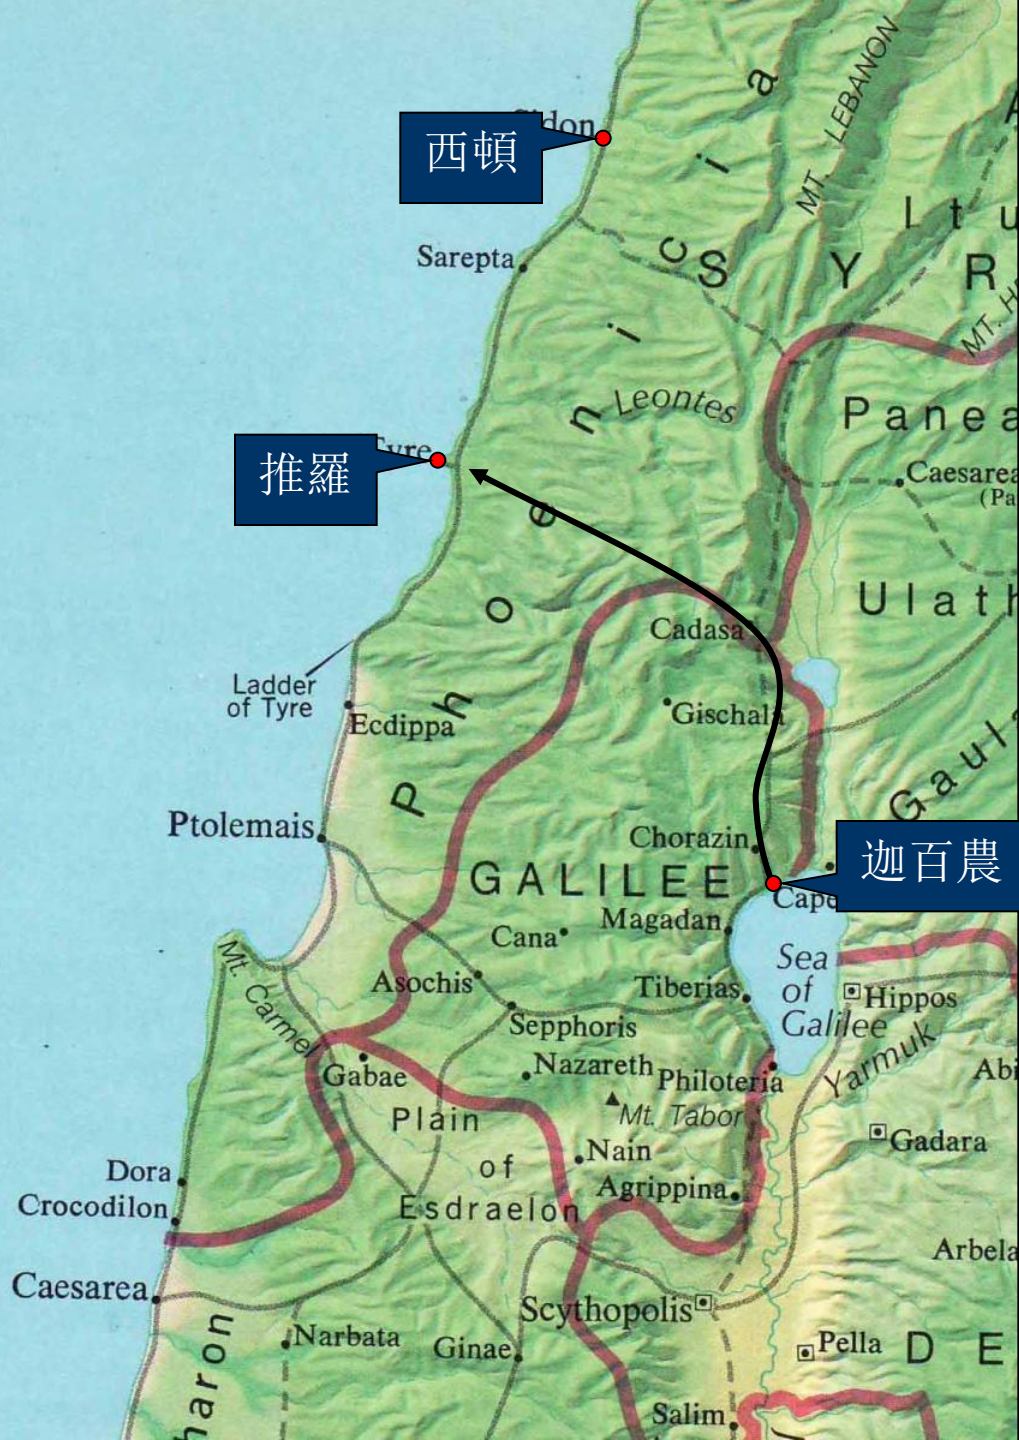 西頓
MT. LEBANON
Sarepta
S Y R
Leontes
推羅
Phoenicia
Panea
Caesarea
(Pa
Cadasa
Ladder
of Tyre
Ecdippa
Gischala
Ptolemais
Chorazin
迦百農
GALILEE
Magadan
Cana
Sea
of
Galilee
Asochis
Tiberias
Hippos
Mt. Carmel
Sepphoris
Nazareth
Philoteria
Yarmuk
Gabae
Mt. Tabor
Plain
of
Esdraelon
Gadara
Nain
Dora
Agrippina
Crocodilon
Arbela
Caesarea
Scythopolis
Narbata
Ginae
Pella
D E
Salim